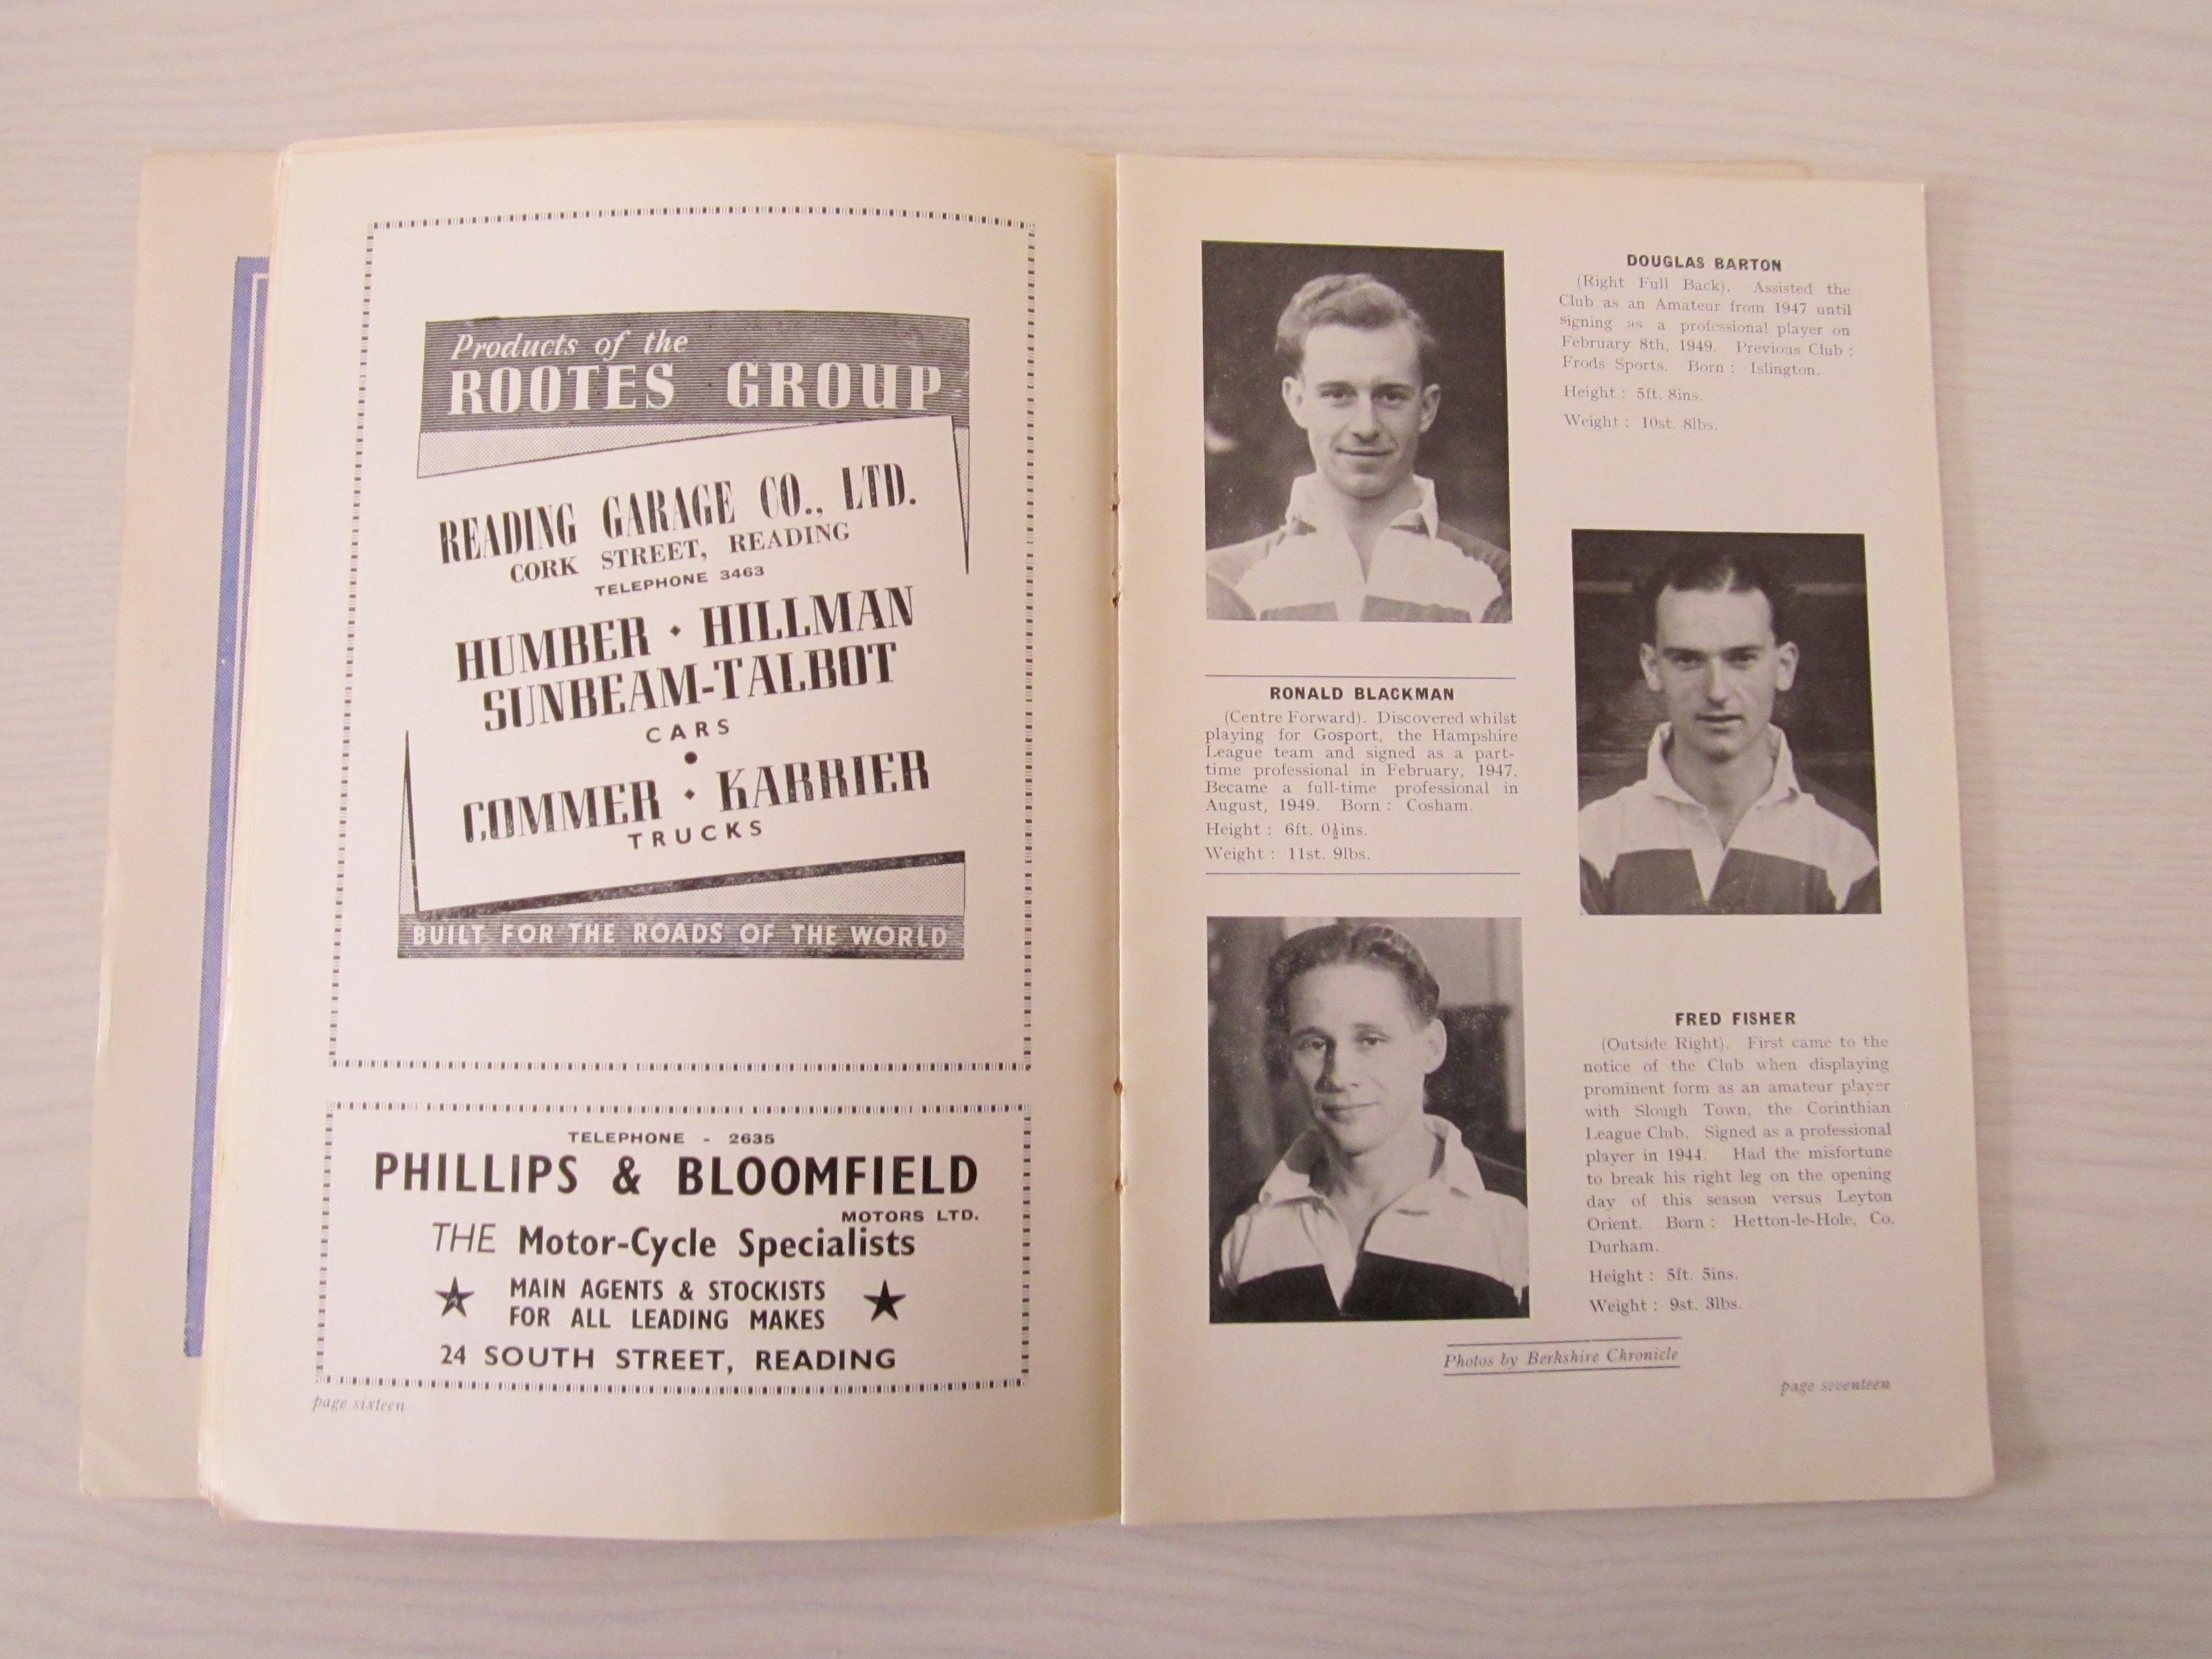 Products of the
ROOTES GROUP
READING GARAGE CO., LTD.
CORK STREET, READING
TELEPHONE 3463
HUMBER · HILLMAN
SUNBEAM-TALBOT
CARS
COMMER · KARRIER
TRUCKS
BUILT FOR THE ROADS OF THE WORLD
TELEPHONE - 2635
PHILLIPS & BLOOMFIELD
MOTORS LTD.
THE Motor-Cycle Specialists
MAIN AGENTS & STOCKISTS
FOR ALL LEADING MAKES
24 SOUTH STREET, READING
page sixteen
DOUGLAS BARTON
(Right Full Back). Assisted the
Club as an Amateur from 1947 until
signing as a professional player on
February 8th, 1949. Previous Club :
Frods Sports. Born : Islington.
Height : 5ft. 8ins.
Weight : 10st. 8lbs.
RONALD BLACKMAN
(Centre Forward). Discovered whilst
playing for Gosport, the Hampshire
League team and signed as a part-
time professional in February, 1947.
Became a full-time professional in
August, 1949. Born : Cosham.
Height : 6ft. 0½ins.
Weight : 11st. 9lbs.
FRED FISHER
(Outside Right). First came to the
notice of the Club when displaying
prominent form as an amateur player
with Slough Town, the Corinthian
League Club. Signed as a professional
player in 1944. Had the misfortune
to break his right leg on the opening
day of this season versus Leyton
Orient. Born : Hetton-le-Hole, Co.
Durham.
Height : 5ft. 5ins.
Weight : 9st. 3lbs.
Photos by Berkshire Chronicle
page seventeen